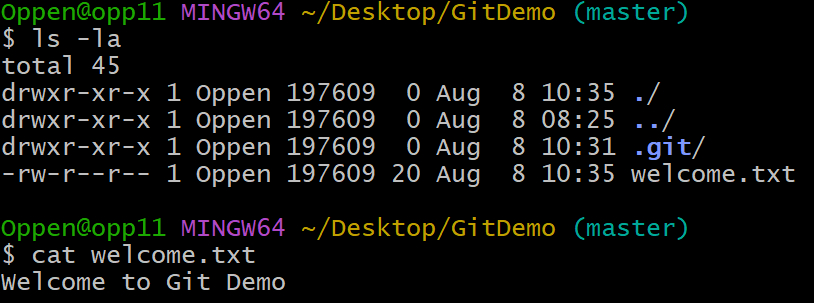 Oppen@opp11 MINGW64 ~/Desktop/GitDemo (master)
$ ls -la
total 45
drwxr-xr-x 1 Oppen 197609  0 Aug  8 10:35 ./
drwxr-xr-x 1 Oppen 197609  0 Aug  8 08:25 ../
drwxr-xr-x 1 Oppen 197609  0 Aug  8 10:31 .git/
-rw-r--r-- 1 Oppen 197609 20 Aug  8 10:35 welcome.txt
Oppen@opp11 MINGW64 ~/Desktop/GitDemo (master)
$ cat welcome.txt
Welcome to Git Demo